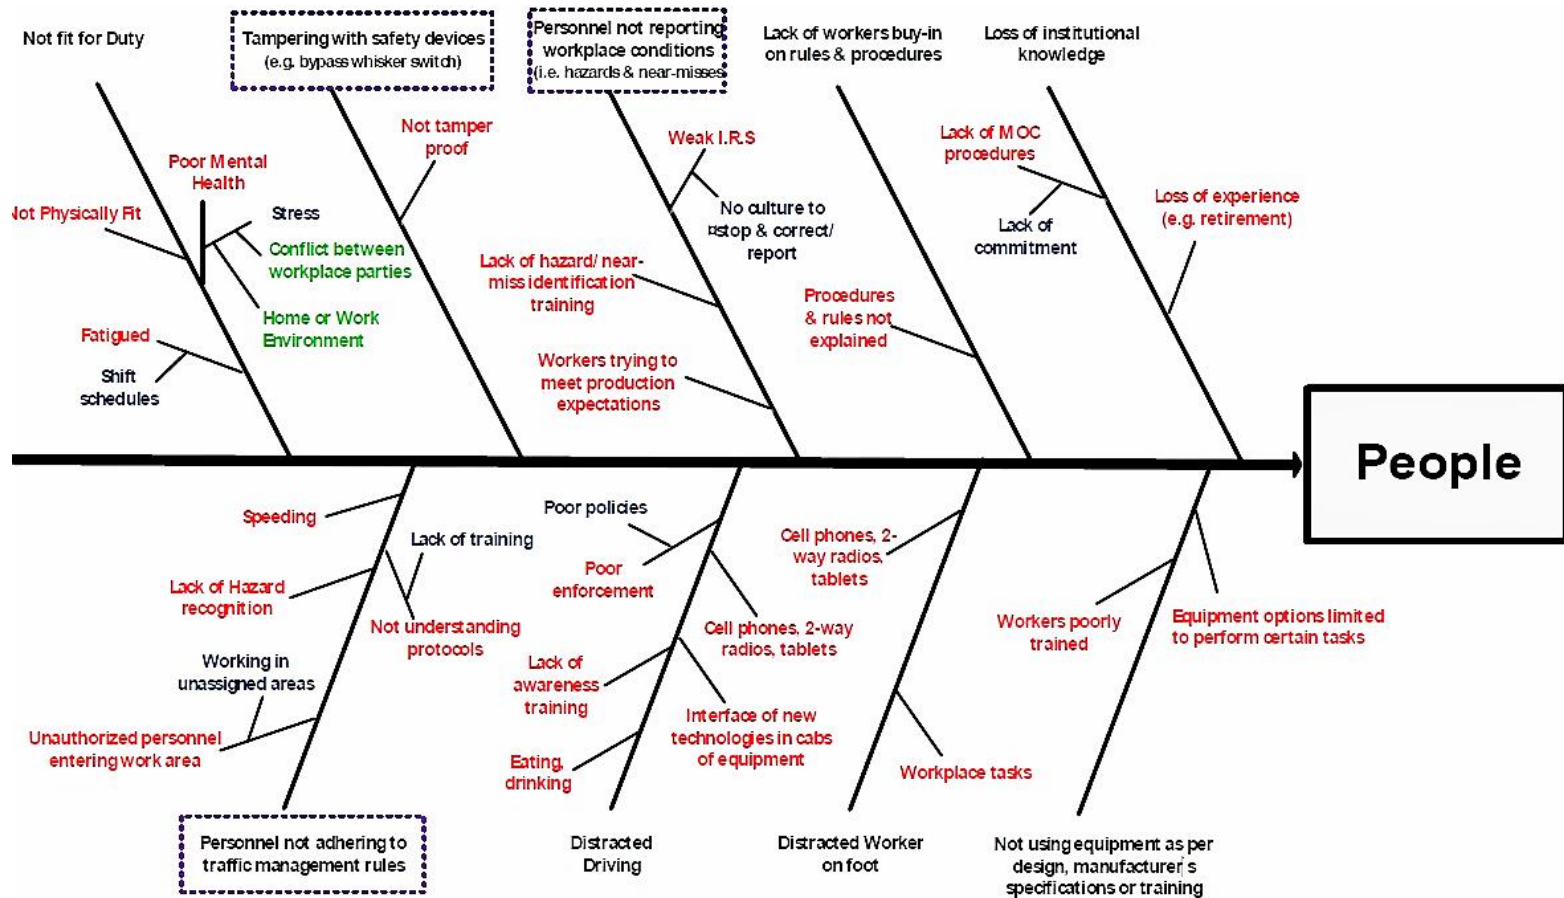 Not fit for Duty
Tampering with safety devices
(e.g. bypass whisker switch)
Personnel not reporting
workplace conditions
(i.e. hazards & near-misses
Lack of workers buy-in
on rules & procedures
Loss of institutional
knowledge
Poor Mental
Health
Not Physically Fit
Stress
Conflict between
workplace parties
Home or Work
Environment
Fatigued
Shift
schedules
Not tamper
proof
Weak I.R.S
No culture to
¤stop & correct/
report
Lack of hazard/ near-
miss identification
training
Workers trying to
meet production
expectations
Procedures
& rules not
explained
Lack of MOC
procedures
Lack of
commitment
Loss of experience
(e.g. retirement)
People
Speeding
Lack of training
Lack of Hazard
recognition
Not understanding
protocols
Working in
unassigned areas
Unauthorized personnel
entering work area
Personnel not adhering to
traffic management rules
Poor policies
Poor
enforcement
Cell phones, 2-way
radios, tablets
Lack of
awareness
training
Interface of new
technologies in cabs
of equipment
Eating,
drinking
Distracted
Driving
Cell phones, 2-
way radios,
tablets
Workplace tasks
Distracted Worker
on foot
Workers poorly
trained
Equipment options limited
to perform certain tasks
Not using equipment as per
design, manufacturer's
specifications or training